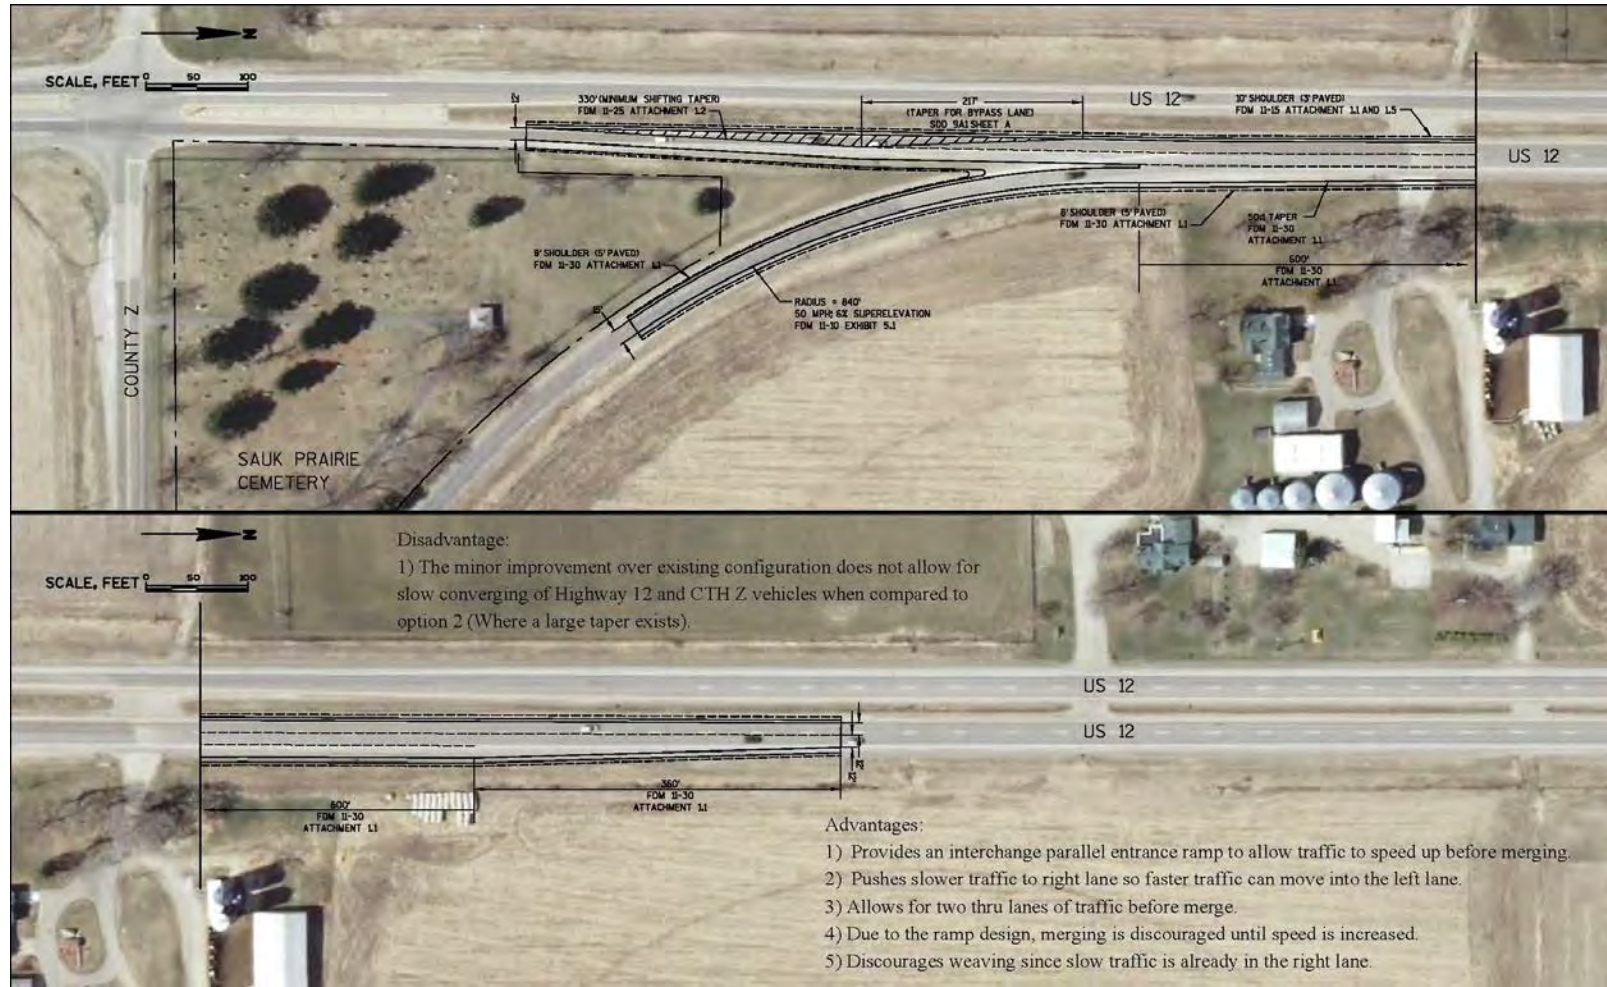 N
SCALE, FEET 0 50 100
12'
330' (MINIMUM SHIFTING TAPER)
FDM 11-25 ATTACHMENT 1.2
217'
(TAPER FOR BYPASS LANE)
SDD 9A1 SHEET A
US 12
10' SHOULDER (3' PAVED)
FDM 11-15 ATTACHMENT 1.1 AND 1.5
US 12
8' SHOULDER (5' PAVED)
FDM 11-30 ATTACHMENT 1.1
50:1 TAPER
FDM 11-30
ATTACHMENT 1.1
600'
FDM 11-30
ATTACHMENT 1.1
8' SHOULDER (5' PAVED)
FDM 11-30 ATTACHMENT 1.1
RADIUS = 840'
50 MPH; 6% SUPERELEVATION
FDM 11-10 EXHIBIT 5.1
COUNTY Z
SAUK PRAIRIE
CEMETERY
N
SCALE, FEET 0 50 100
Disadvantage:
1) The minor improvement over existing configuration does not allow for
slow converging of Highway 12 and CTH Z vehicles when compared to
option 2 (Where a large taper exists).
US 12
US 12
12'
12'
600'
FDM 11-30
ATTACHMENT 1.1
360'
FDM 11-30
ATTACHMENT 1.1
Advantages:
1) Provides an interchange parallel entrance ramp to allow traffic to speed up before merging.
2) Pushes slower traffic to right lane so faster traffic can move into the left lane.
3) Allows for two thru lanes of traffic before merge.
4) Due to the ramp design, merging is discouraged until speed is increased.
5) Discourages weaving since slow traffic is already in the right lane.